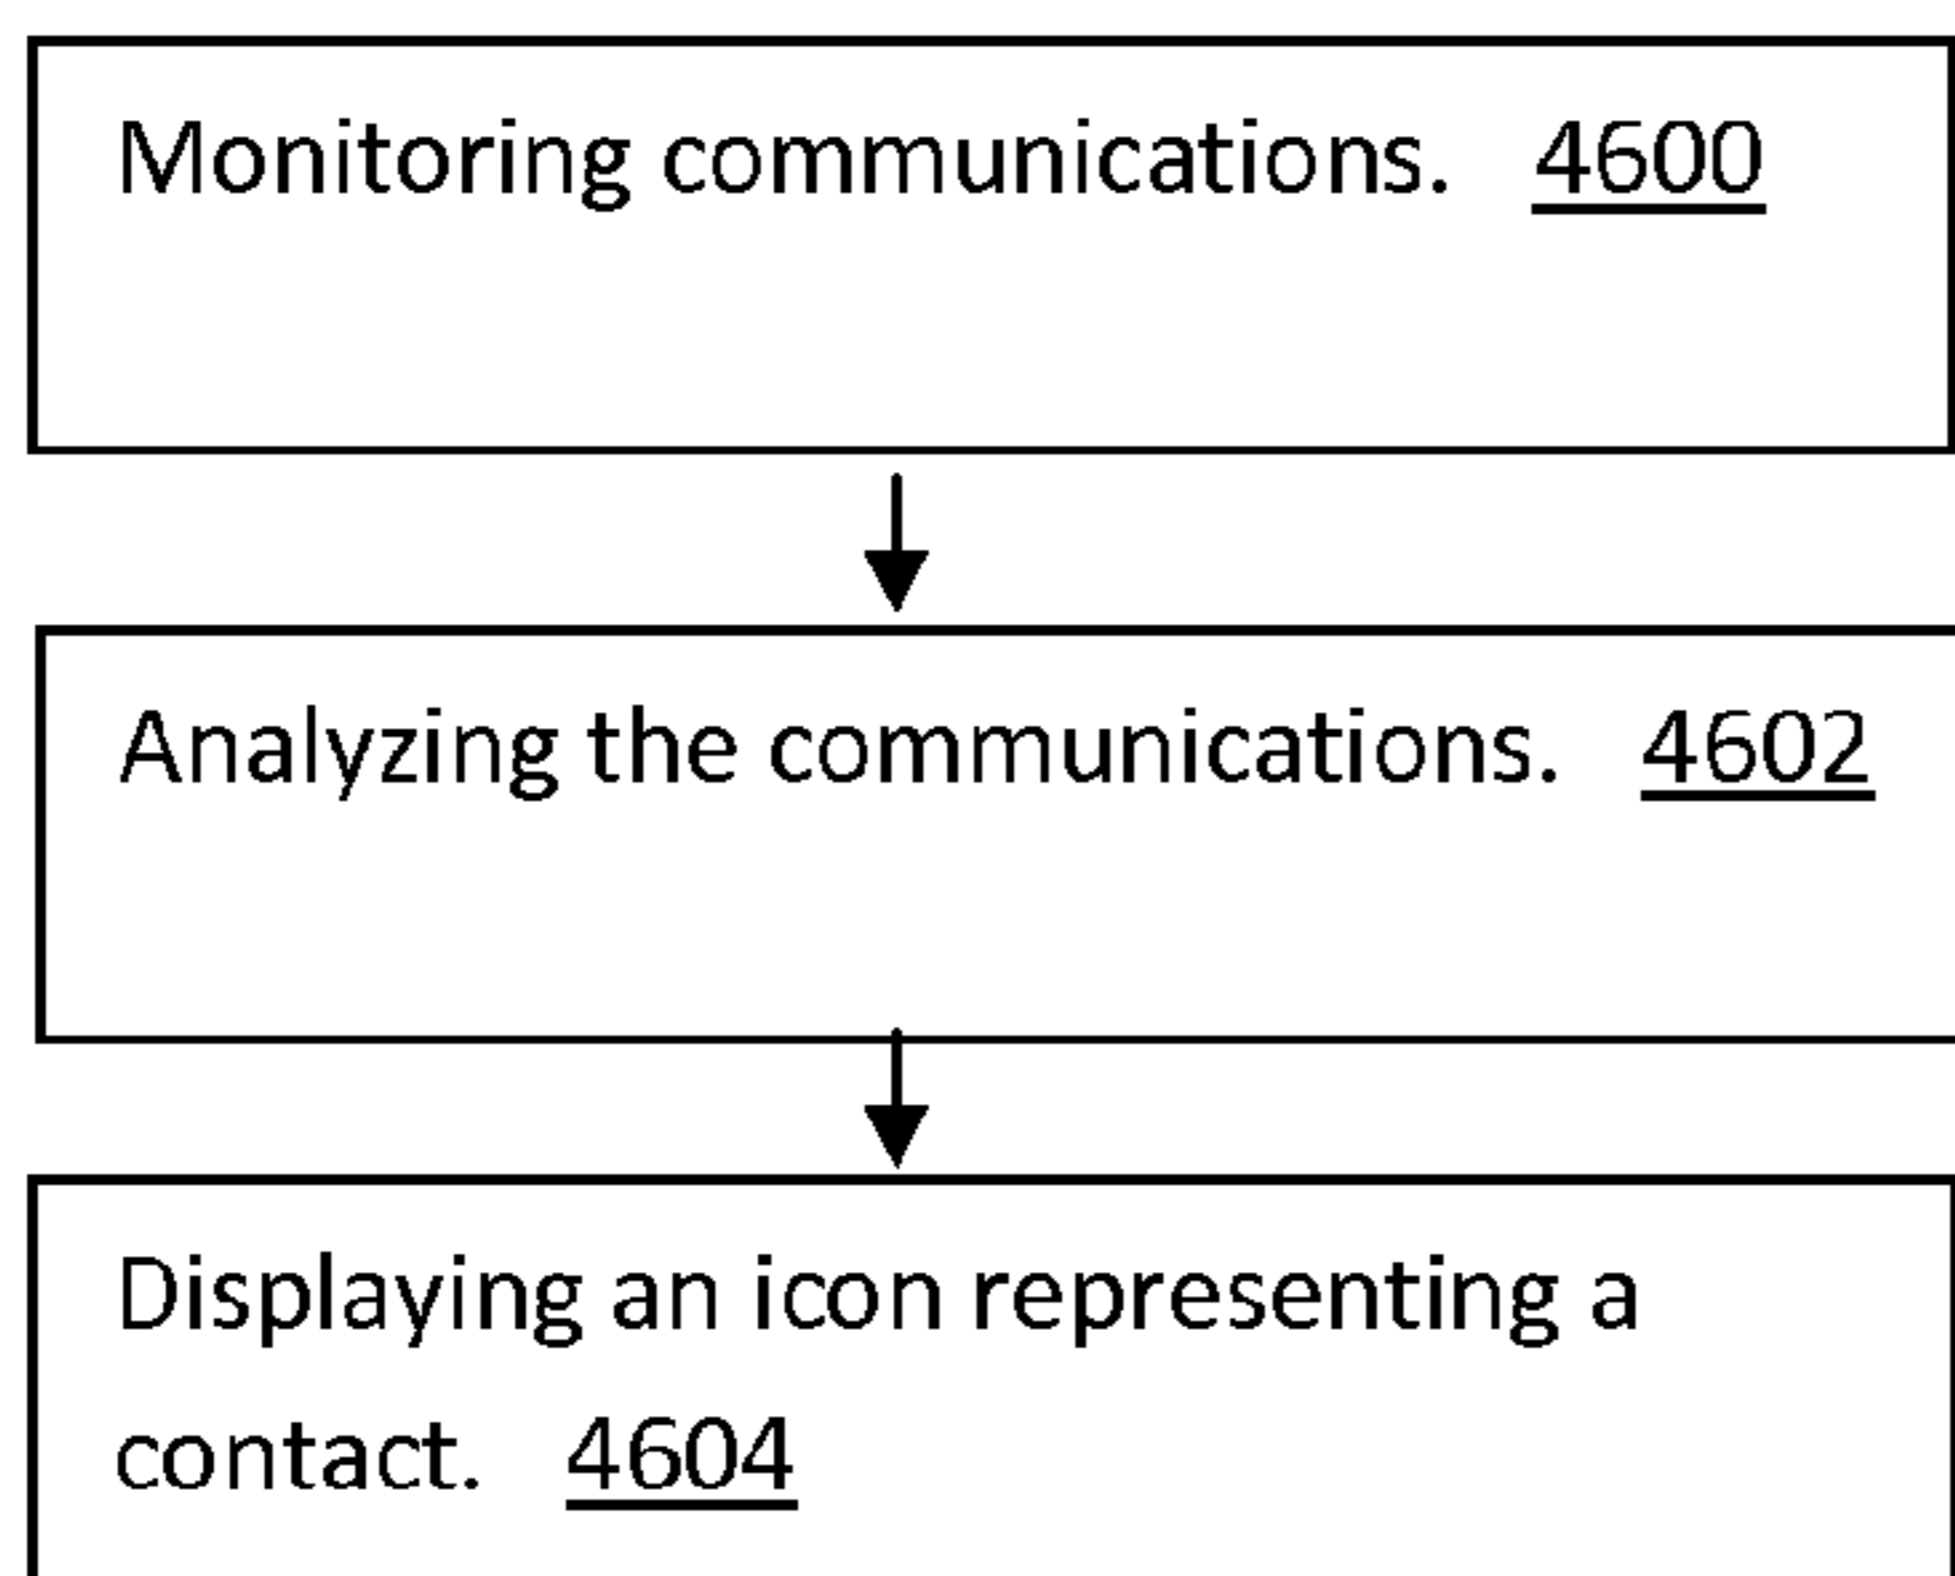 Monitoring communications. 4600
Analyzing the communications. 4602
Displaying an icon representing a
contact. 4604